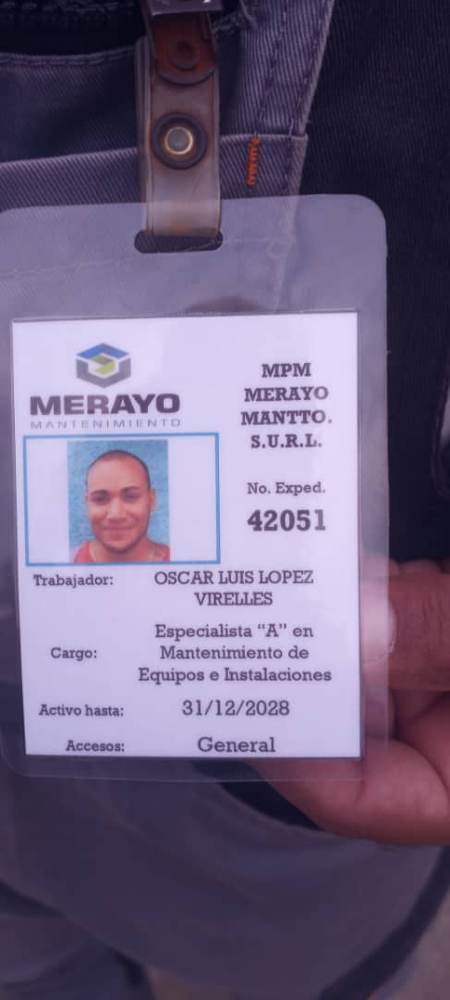 MERAYO
MANTENIMIENTO
MPM
MERAYO
MANTTO.
S.U.R.L.
No. Exped.
42051
Trabajador: OSCAR LUIS LOPEZ
VIRELLES
Cargo: Especialista “A” en
Mantenimiento de
Equipos e Instalaciones
Activo hasta: 31/12/2028
Accesos: General